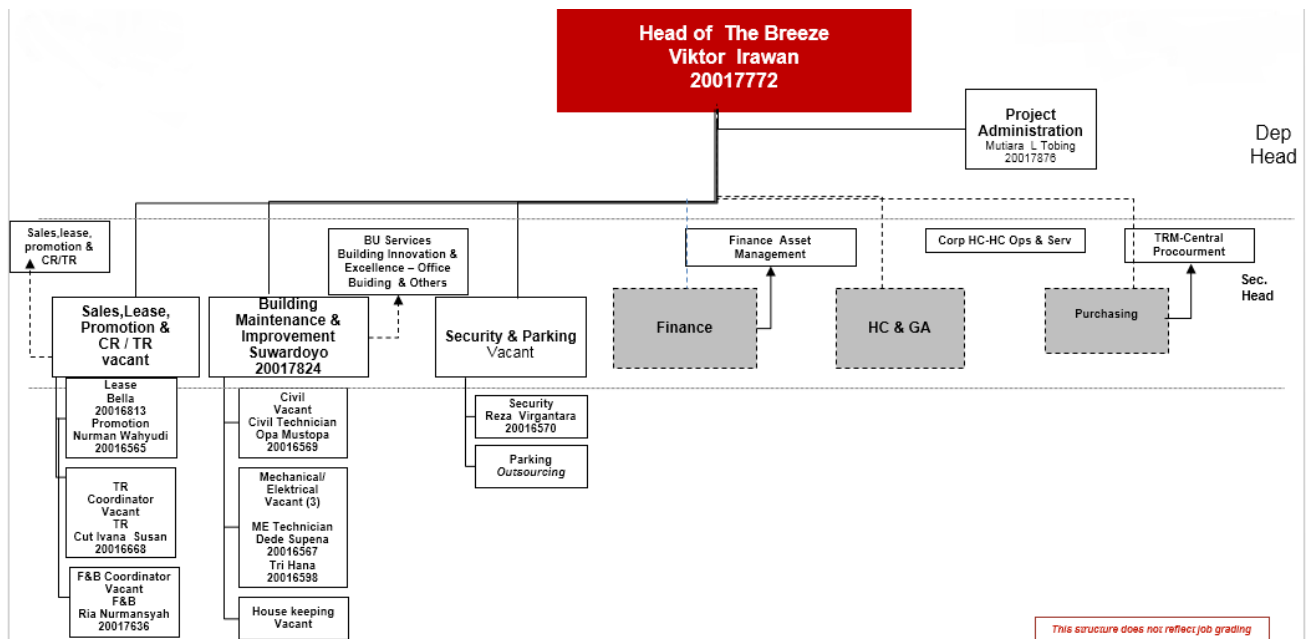 Head of The Breeze
Viktor Irawan
20017772
Project
Administration
Mutiara L Tobing
20017876
Dep
Head
Sales,lease,
promotion &
CR/TR
BU Services
Building Innovation &
Excellence – Office
Buiding & Others
Finance Asset
Management
Corp HC-HC Ops & Serv
TRM-Central
Procourment
Sec.
Head
Sales,Lease,
Promotion &
CR / TR
vacant
Building
Maintenance &
Improvement
Suwardoyo
20017824
Security & Parking
Vacant
Finance
HC & GA
Purchasing
Lease
Bella
20016813
Promotion
Nurman Wahyudi
20016565
TR
Coordinator
Vacant
TR
Cut Ivana Susan
20016668
F&B Coordinator
Vacant
F&B
Ria Nurmansyah
20017636
Civil
Vacant
Civil Technician
Opa Mustopa
20016569
Mechanical/
Elektrical
Vacant (3)
ME Technician
Dede Supena
20016567
Tri Hana
20016598
House keeping
Vacant
Security
Reza Virgantara
20016570
Parking
Outsourcing
This structure does not reflect job grading